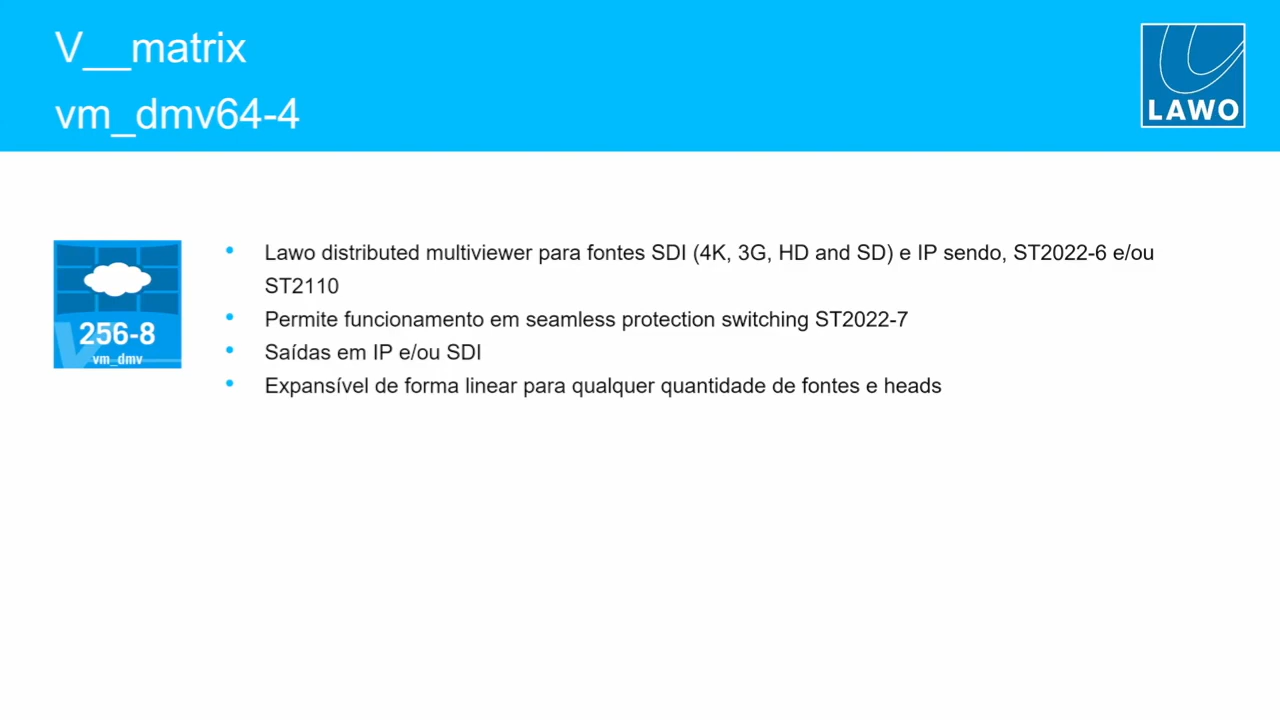 V__matrix
vm_dmv64-4
LAWO
256-8
vm_dmv
• Lawo distributed multiviewer para fontes SDI (4K, 3G, HD and SD) e IP sendo, ST2022-6 e/ou
ST2110
• Permite funcionamento em seamless protection switching ST2022-7
• Saídas em IP e/ou SDI
• Expansível de forma linear para qualquer quantidade de fontes e heads